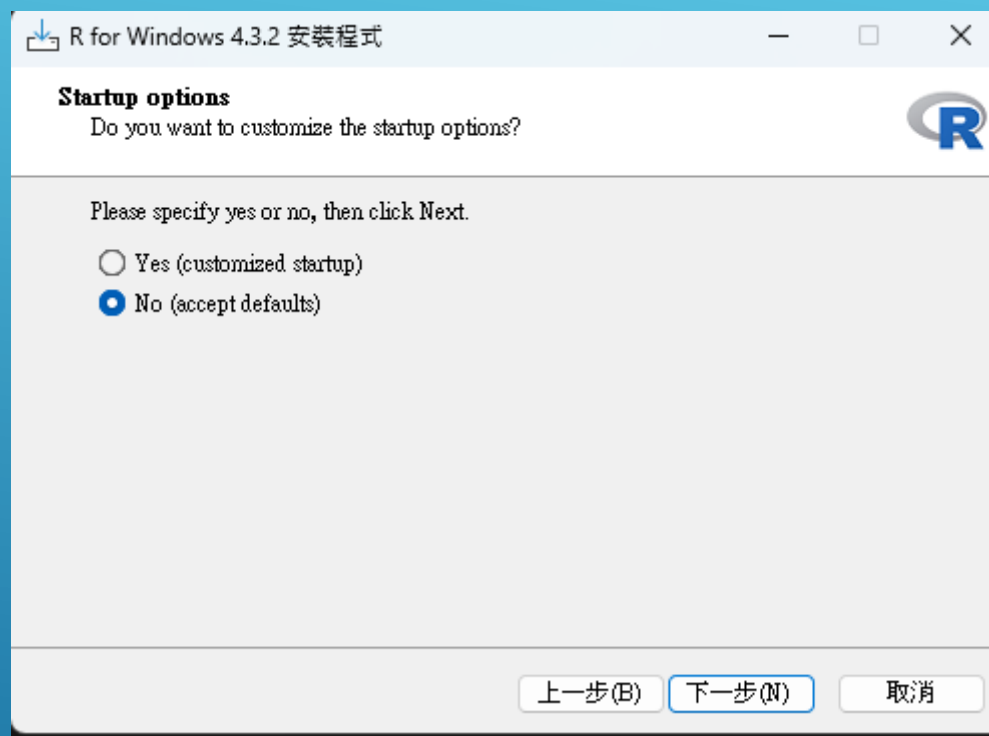 R for Windows 4.3.2 安裝程式
Startup options
Do you want to customize the startup options?
R
Please specify yes or no, then click Next.
Yes (customized startup)
No (accept defaults)
上一步(B) 下一步(N) 取消